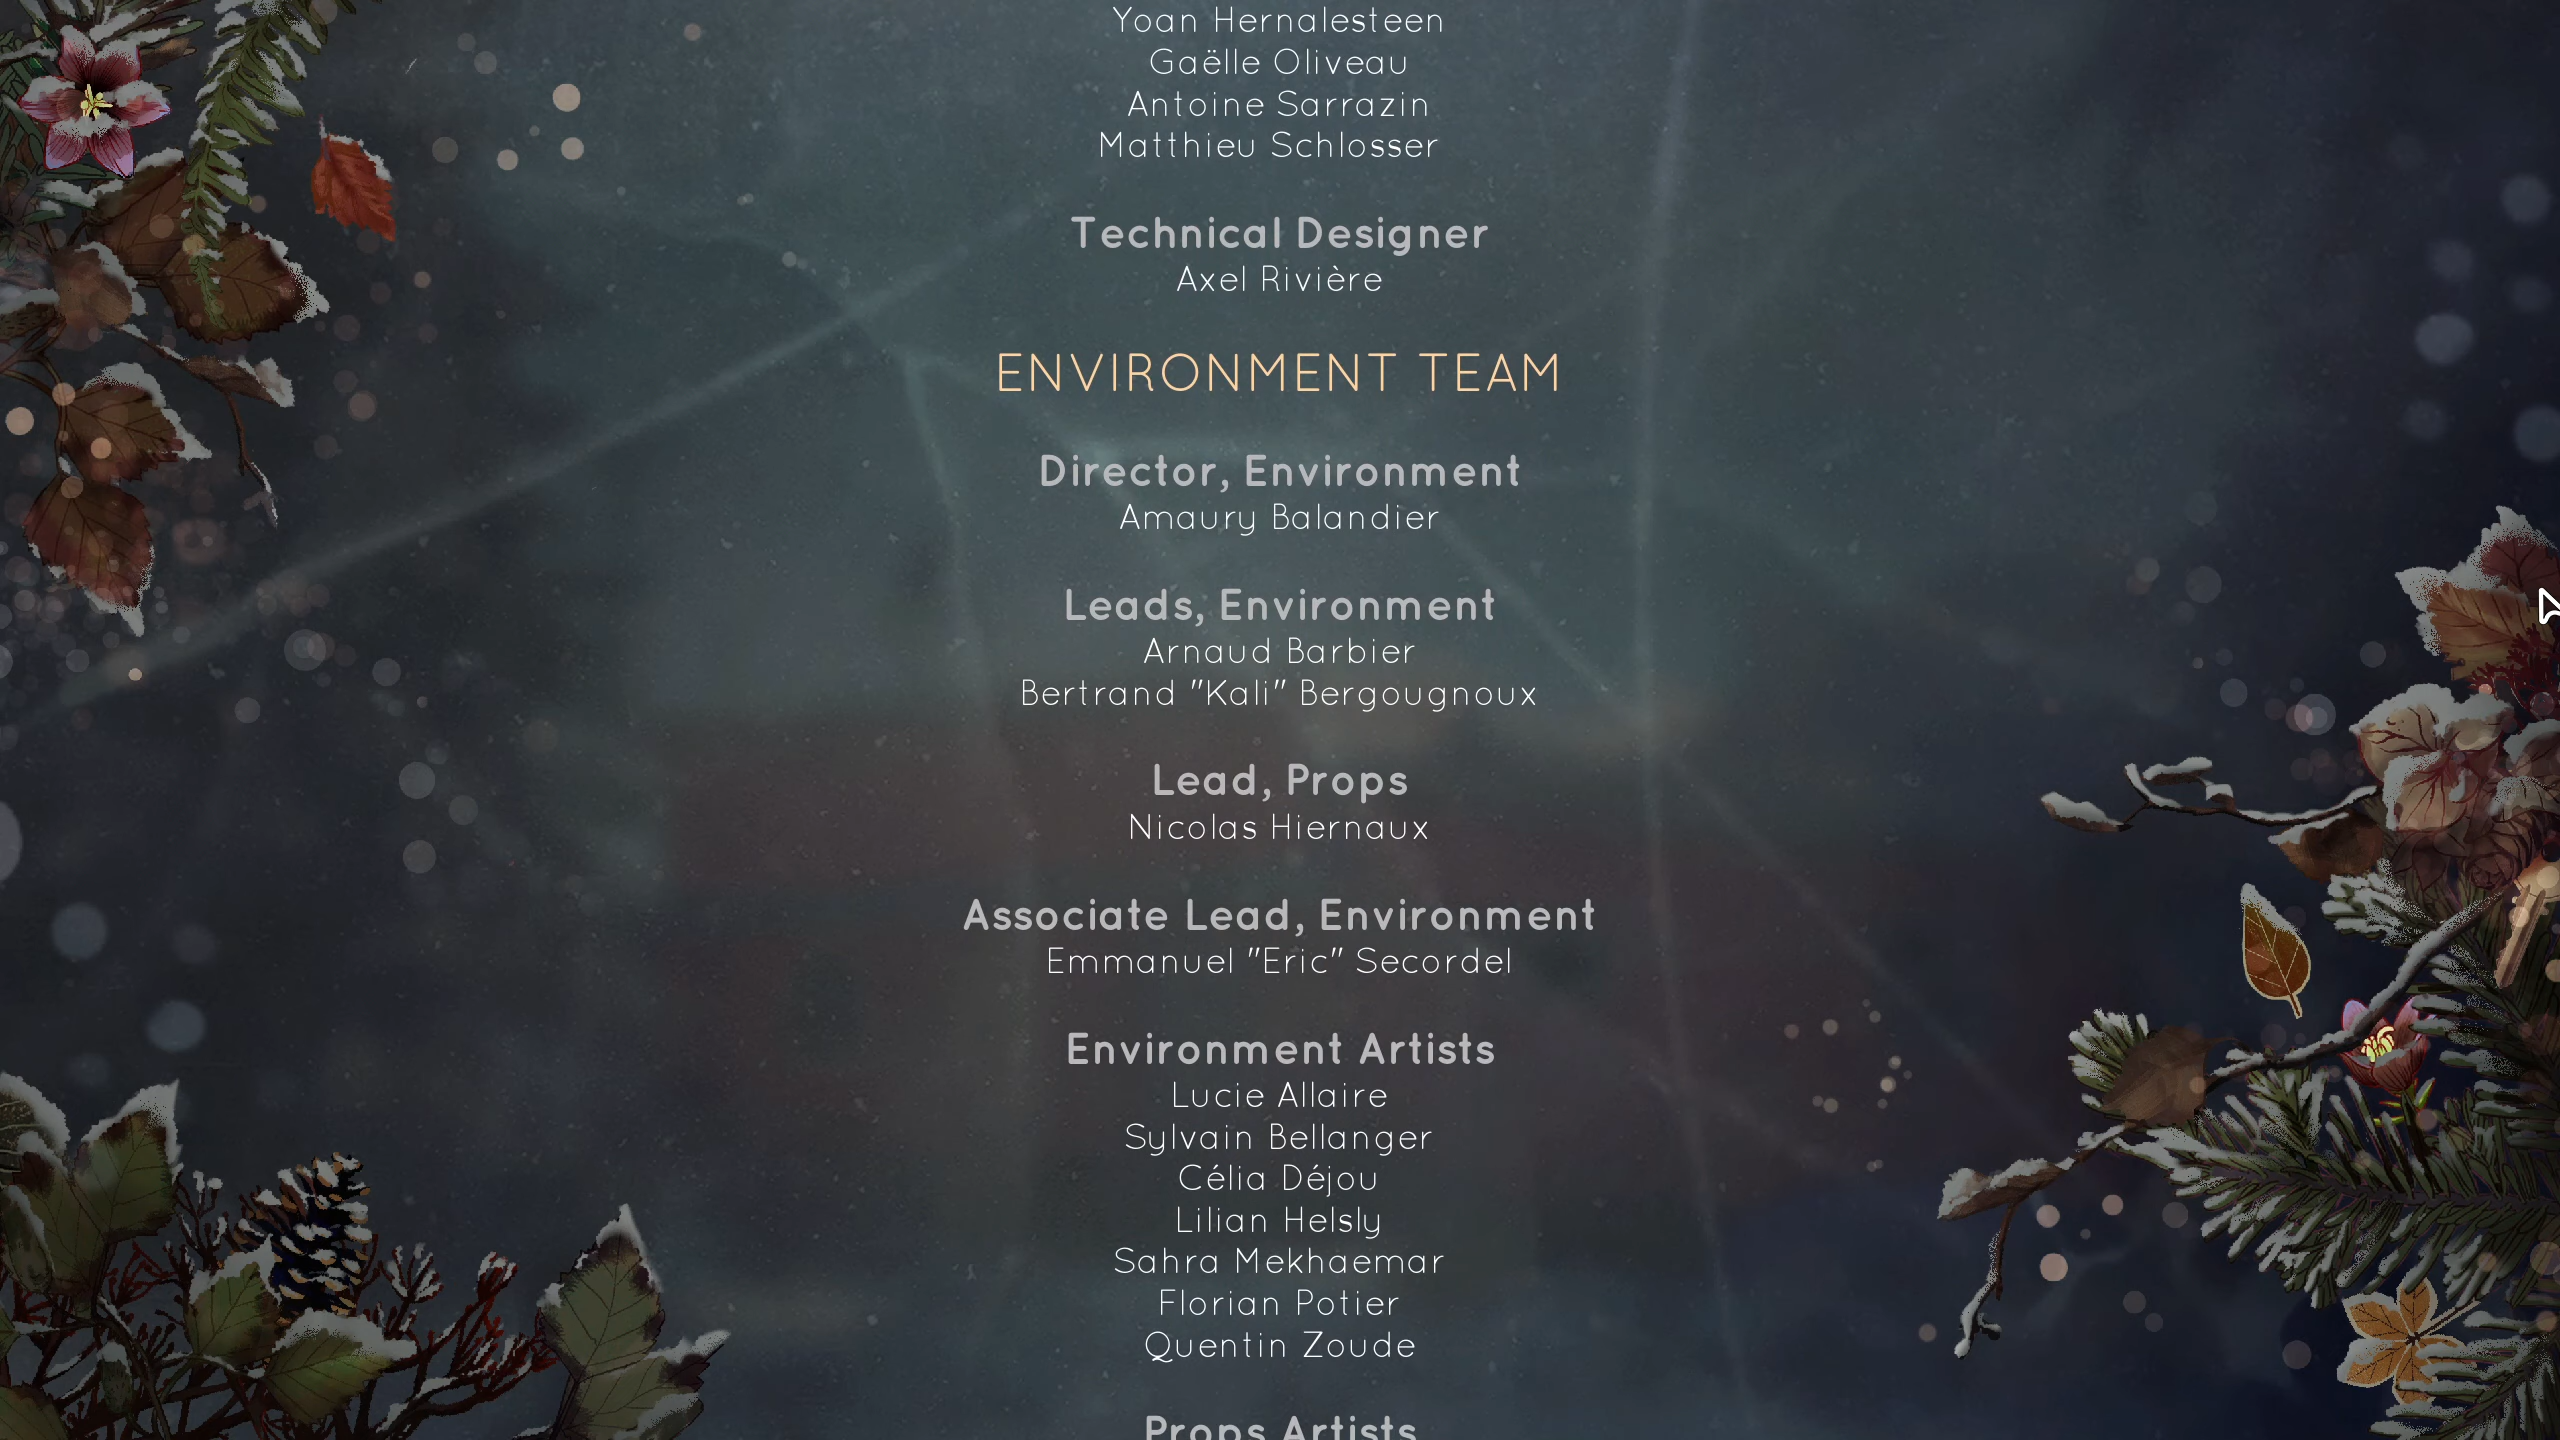 Yoan Hernalesteen
Gaëlle Oliveau
Antoine Sarrazin
Matthieu Schlosser
Technical Designer
Axel Rivière
ENVIRONMENT TEAM
Director, Environment
Amaury Balandier
Leads, Environment
Arnaud Barbier
Bertrand "Kali" Bergougnoux
Lead, Props
Nicolas Hiernaux
Associate Lead, Environment
Emmanuel "Eric" Secordel
Environment Artists
Lucie Allaire
Sylvain Bellanger
Célia Déjou
Lilian Helsly
Sahra Mekhaemar
Florian Potier
Quentin Zoude
Props Artists